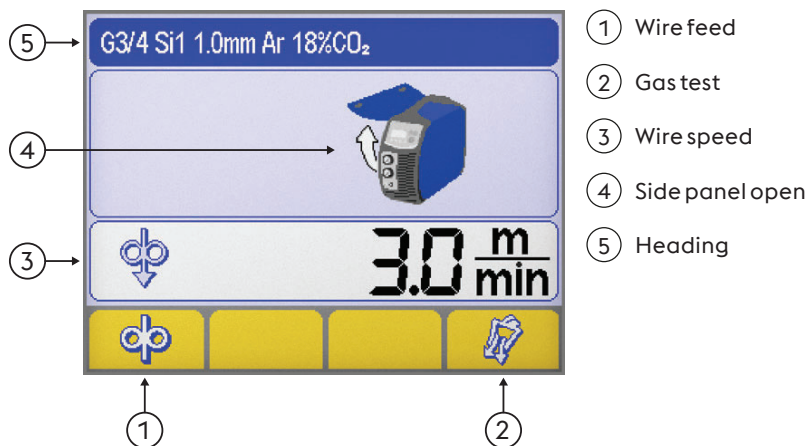 G3/4 Si1 1.0mm Ar 18%CO₂
3.0 m/min
5
4
3
1
2
1 Wire feed
2 Gas test
3 Wire speed
4 Side panel open
5 Heading